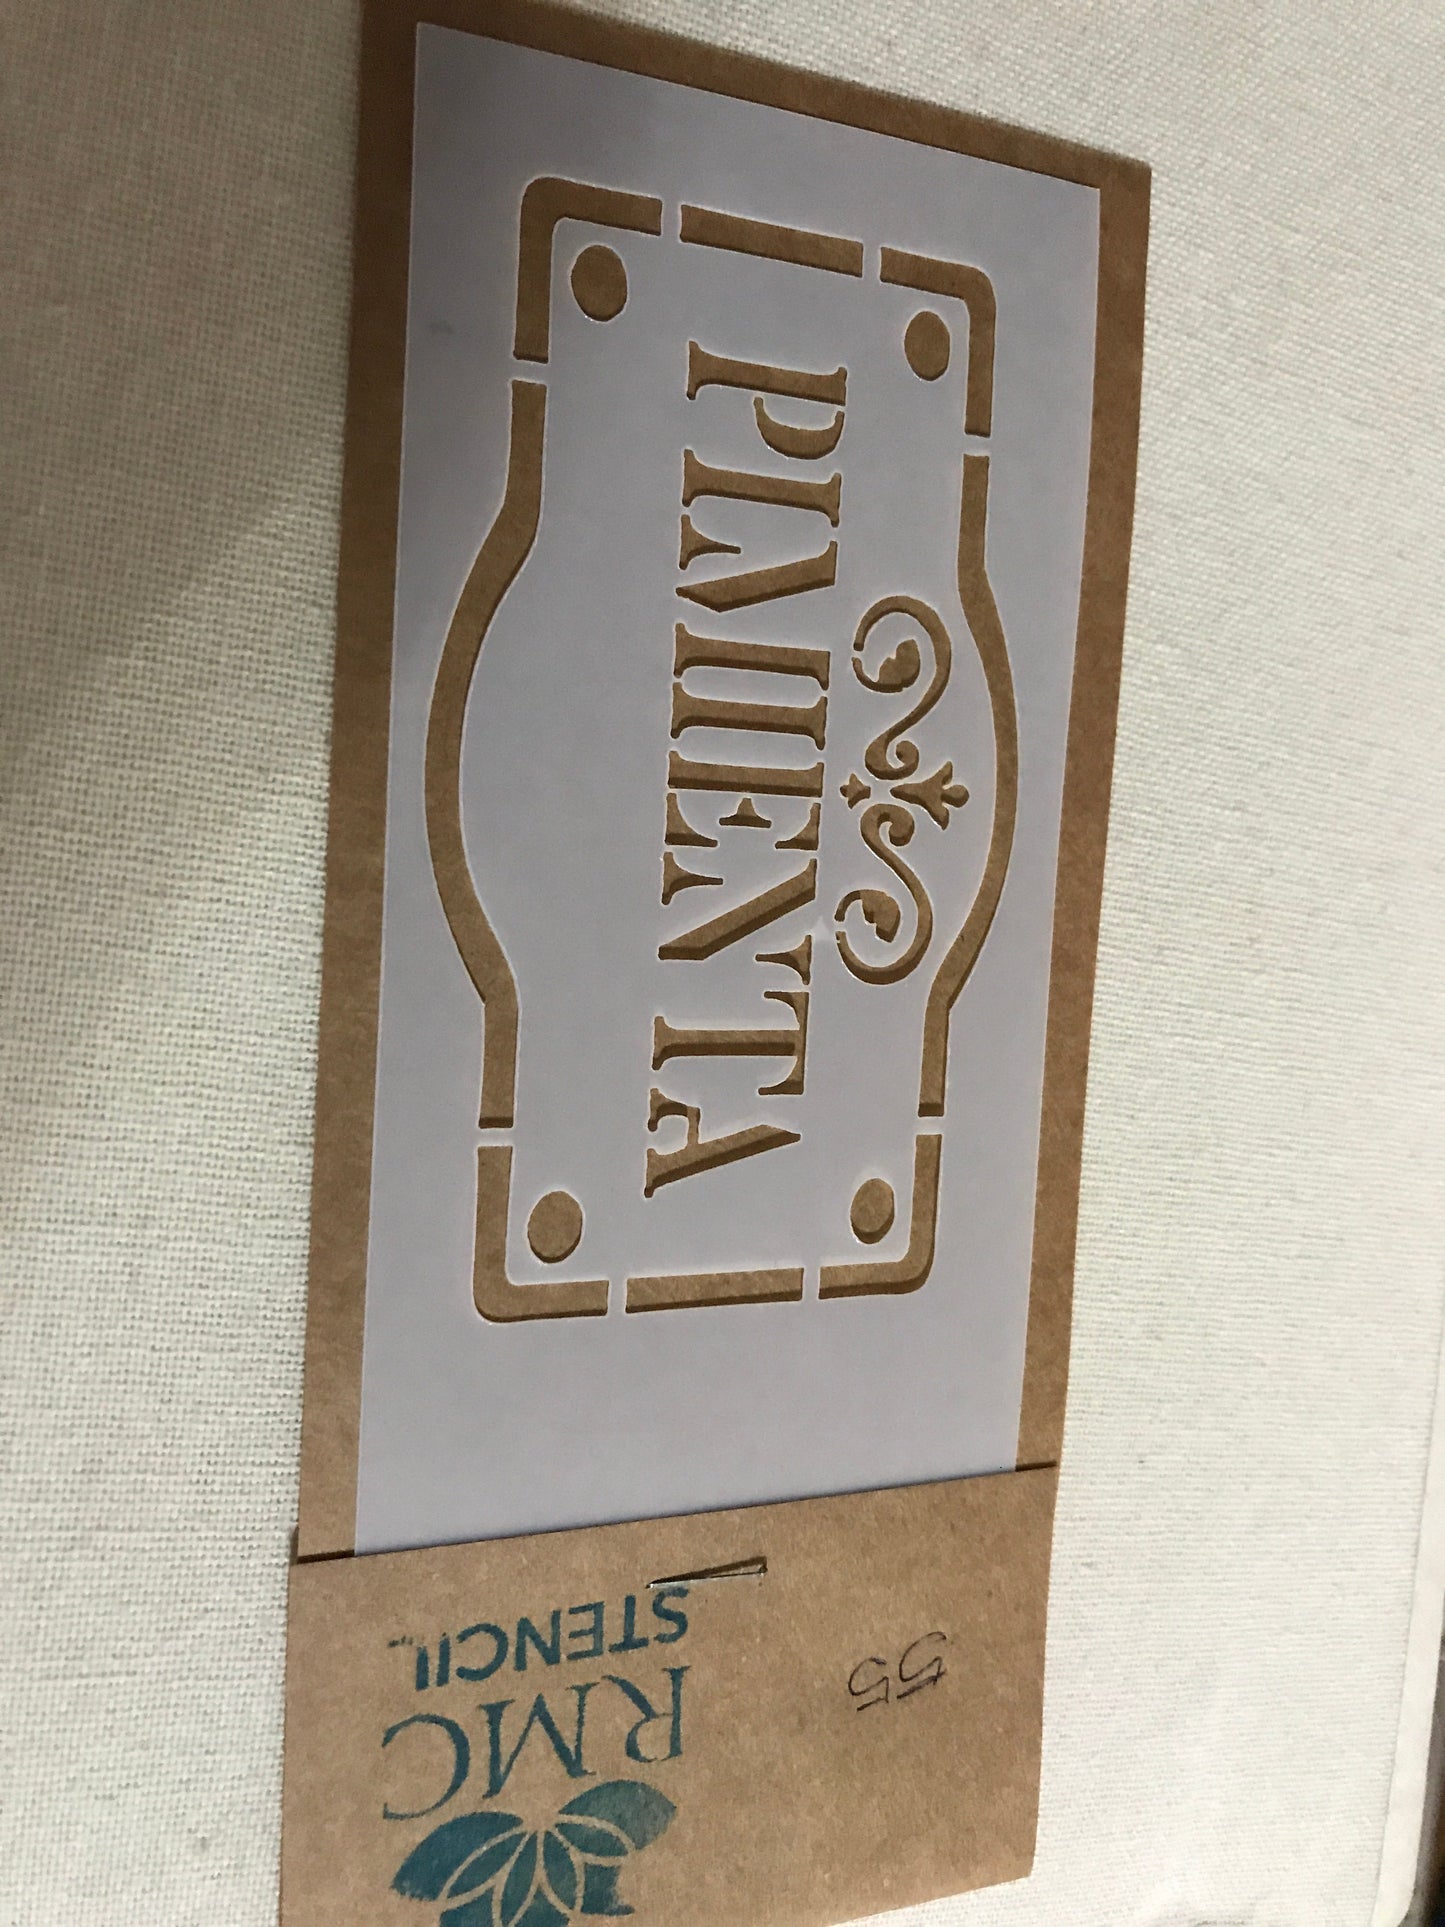 PIMIENTA
RMC
STENCIL
55